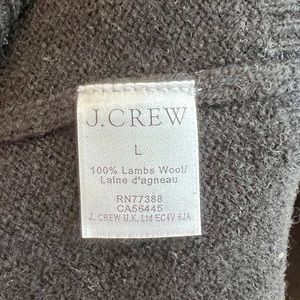 J.CREW
L
100% Lambs Wool/
Laine d'agneau
RN77388
CA56445
J. CREW U.K. Ltd EC4V 6JA